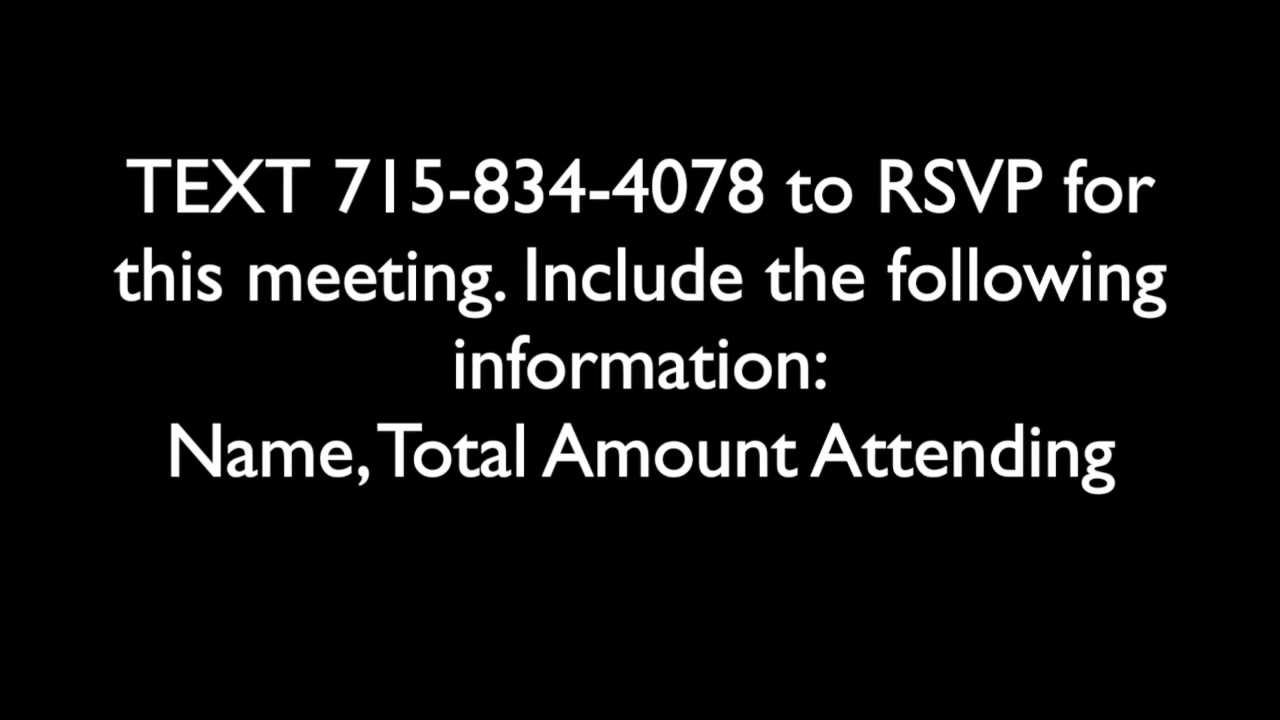 TEXT 715-834-4078 to RSVP for
this meeting. Include the following
information:
Name, Total Amount Attending